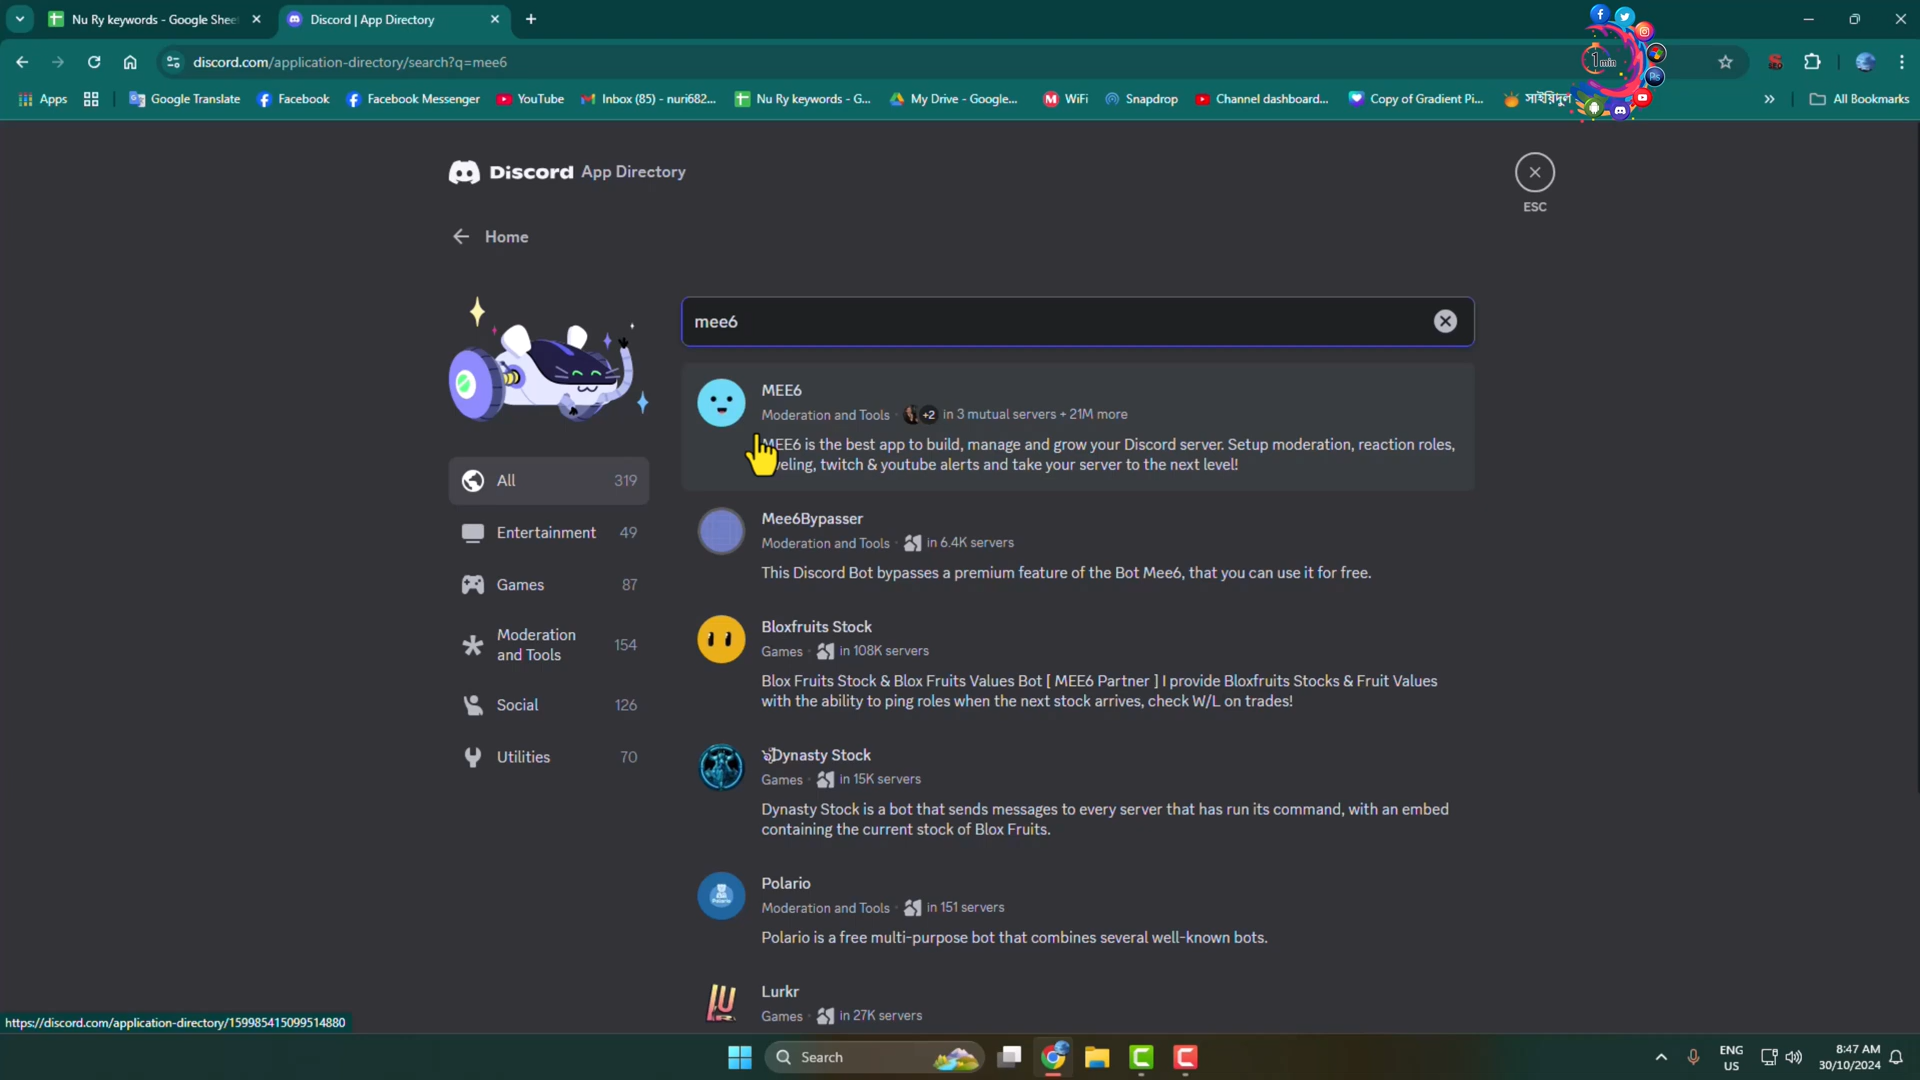 Nu Ry keywords - Google Shee
Discord | App Directory
discord.com/application-directory/search?q=mee6
1min
Apps
Google Translate
Facebook
Facebook Messenger
YouTube
Inbox (85) - nuri682...
Nu Ry keywords - G...
My Drive - Google...
WiFi
Snapdrop
Channel dashboard...
Copy of Gradient Pi...
সাইয়িদুল
All Bookmarks
Discord App Directory
ESC
Home
mee6
MEE6
Moderation and Tools
+2 in 3 mutual servers + 21M more
MEE6 is the best app to build, manage and grow your Discord server. Setup moderation, reaction roles,
eling, twitch & youtube alerts and take your server to the next level!
All 319
Entertainment 49
Games 87
Moderation
and Tools 154
Social 126
Utilities 70
Mee6Bypasser
Moderation and Tools in 6.4K servers
This Discord Bot bypasses a premium feature of the Bot Mee6, that you can use it for free.
Bloxfruits Stock
Games in 108K servers
Blox Fruits Stock & Blox Fruits Values Bot [ MEE6 Partner ] I provide Bloxfruits Stocks & Fruit Values
with the ability to ping roles when the next stock arrives, check W/L on trades!
Dynasty Stock
Games in 15K servers
Dynasty Stock is a bot that sends messages to every server that has run its command, with an embed
containing the current stock of Blox Fruits.
Polario
Moderation and Tools in 151 servers
Polario is a free multi-purpose bot that combines several well-known bots.
Lurkr
Games in 27K servers
https://discord.com/application-directory/159985415099514880
Search
ENG
US
8:47 AM
30/10/2024